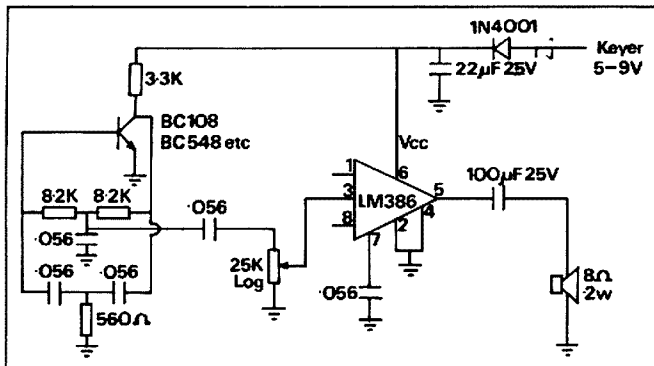 1N4001
Keyer
5-9V
22µF 25V
3·3K
BC108
BC548 etc
Vcc
8·2K 8·2K
·056
·056
·056 ·056
560Ω
25K
Log
1
3
8
6
LM386
5
4
2
7
·056
100µF 25V
8Ω
·2w